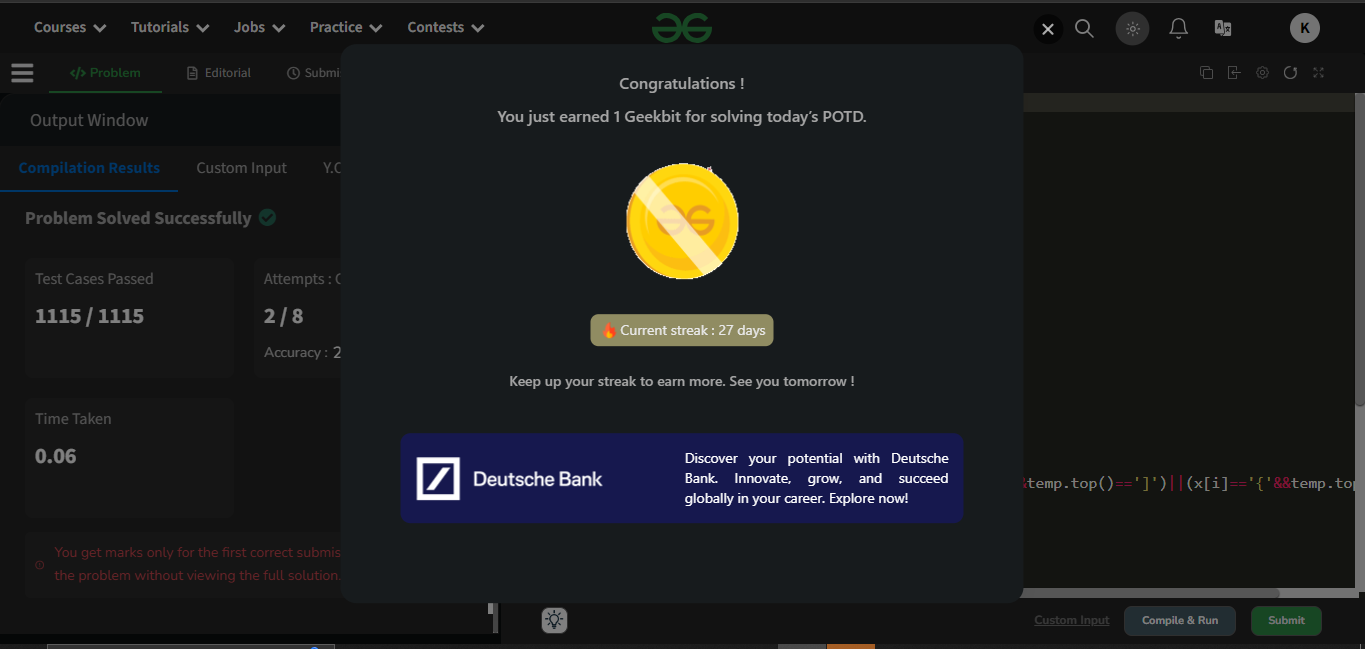 Courses Tutorials Jobs Practice Contests
K
Problem Editorial
Output Window
Congratulations !
You just earned 1 Geekbit for solving today's POTD.
Compilation Results Custom Input
Problem Solved Successfully
Test Cases Passed
1115 / 1115
Attempts :
2 / 8
Accuracy : 2
Time Taken
0.06
Current streak : 27 days
Keep up your streak to earn more. See you tomorrow !
Deutsche Bank
Discover your potential with Deutsche
Bank. Innovate, grow, and succeed
globally in your career. Explore now!
temp.top()==']')||(x[i]=='{'&&temp.top
You get marks only for the first correct submis
the problem without viewing the full solution.
Custom Input Compile & Run Submit